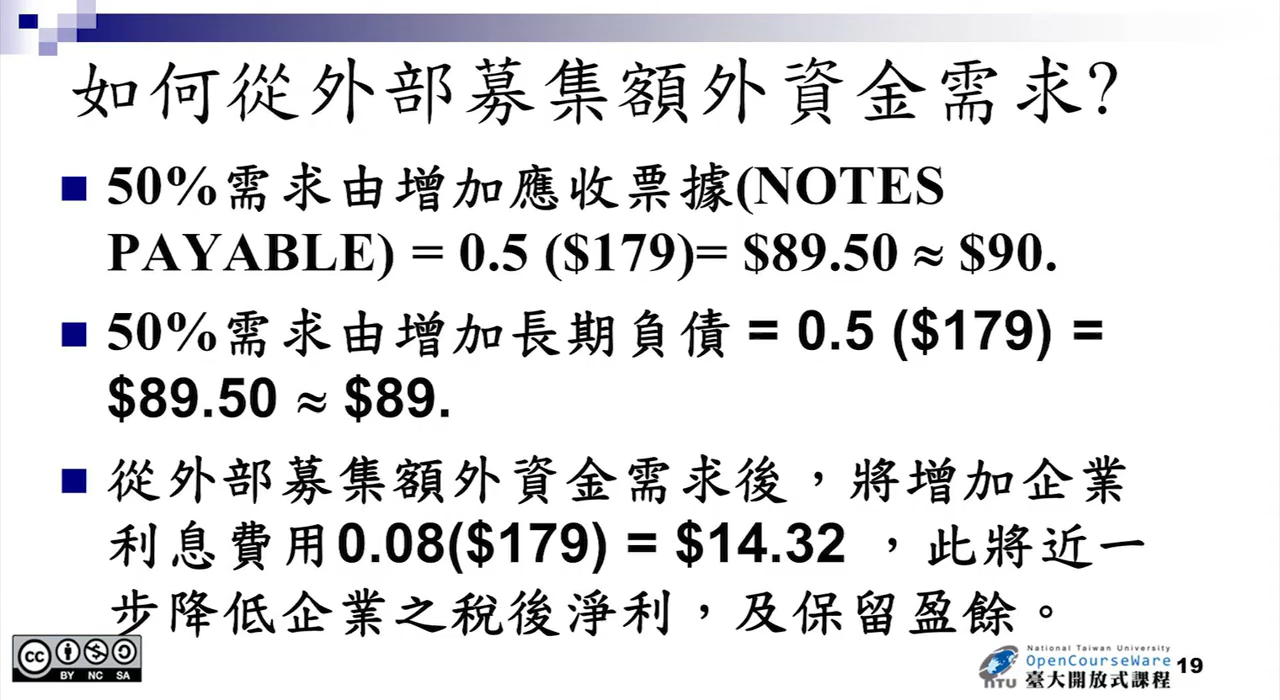 如何從外部募集額外資金需求?
50%需求由增加應收票據(NOTES
PAYABLE) = 0.5 ($179)= $89.50 ≈ $90.
50%需求由增加長期負債 = 0.5 ($179) =
$89.50 ≈ $89.
從外部募集額外資金需求後，將增加企業
利息費用0.08($179) = $14.32 ，此將近一
步降低企業之稅後淨利，及保留盈餘。
cc BY NC SA
NTU
National Taiwan University
OpenCourseWare
臺大開放式課程
19